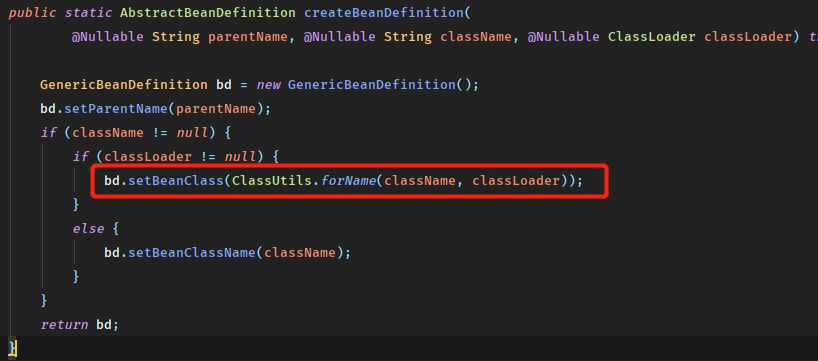 public static AbstractBeanDefinition createBeanDefinition(
@Nullable String parentName, @Nullable String className, @Nullable ClassLoader classLoader) th
GenericBeanDefinition bd = new GenericBeanDefinition();
bd.setParentName(parentName);
if (className != null) {
if (classLoader != null) {
bd.setBeanClass(ClassUtils.forName(className, classLoader));
}
else {
bd.setBeanClassName(className);
}
}
return bd;
}